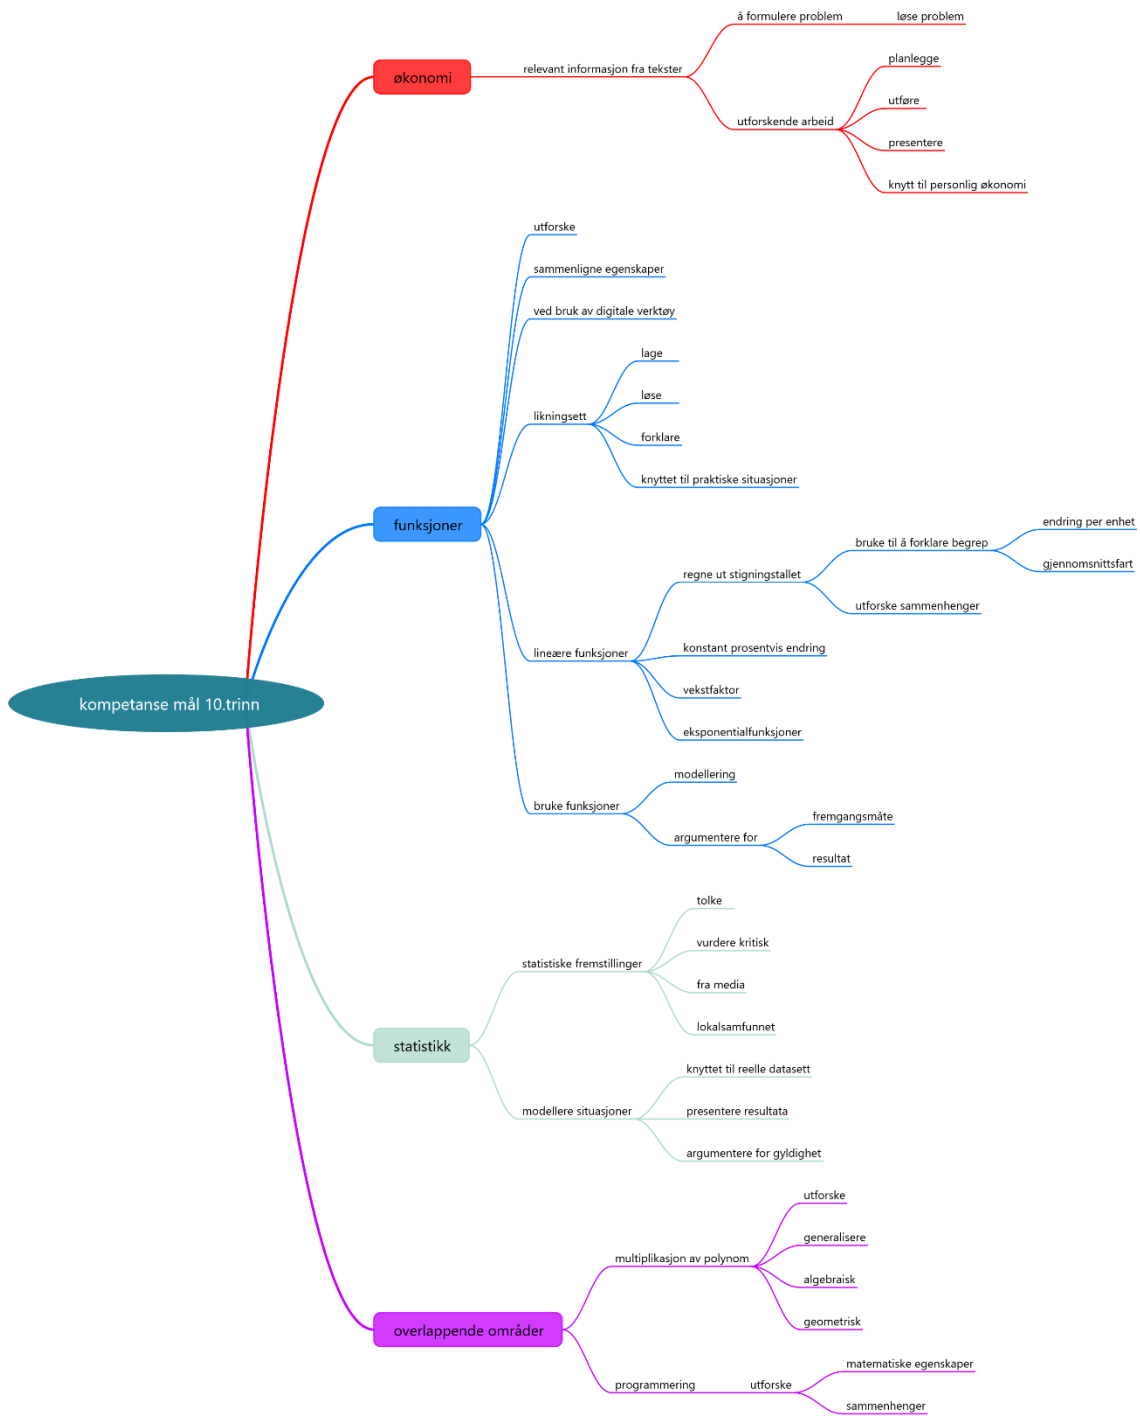 kompetanse mål 10.trinn
økonomi
relevant informasjon fra tekster
å formulere problem
løse problem
utforskende arbeid
planlegge
utføre
presentere
knytt til personlig økonomi
funksjoner
utforske
sammenligne egenskaper
ved bruk av digitale verktøy
likningsett
lage
løse
forklare
knyttet til praktiske situasjoner
lineære funksjoner
regne ut stigningstallet
bruke til å forklare begrep
endring per enhet
gjennomsnittsfart
utforske sammenhenger
konstant prosentvis endring
vekstfaktor
eksponentialfunksjoner
bruke funksjoner
modellering
argumentere for
fremgangsmåte
resultat
statistikk
statistiske fremstillinger
tolke
vurdere kritisk
fra media
lokalsamfunnet
modellere situasjoner
knyttet til reelle datasett
presentere resultata
argumentere for gyldighet
overlappende områder
multiplikasjon av polynom
utforske
generalisere
algebraisk
geometrisk
programmering
utforske
matematiske egenskaper
sammenhenger